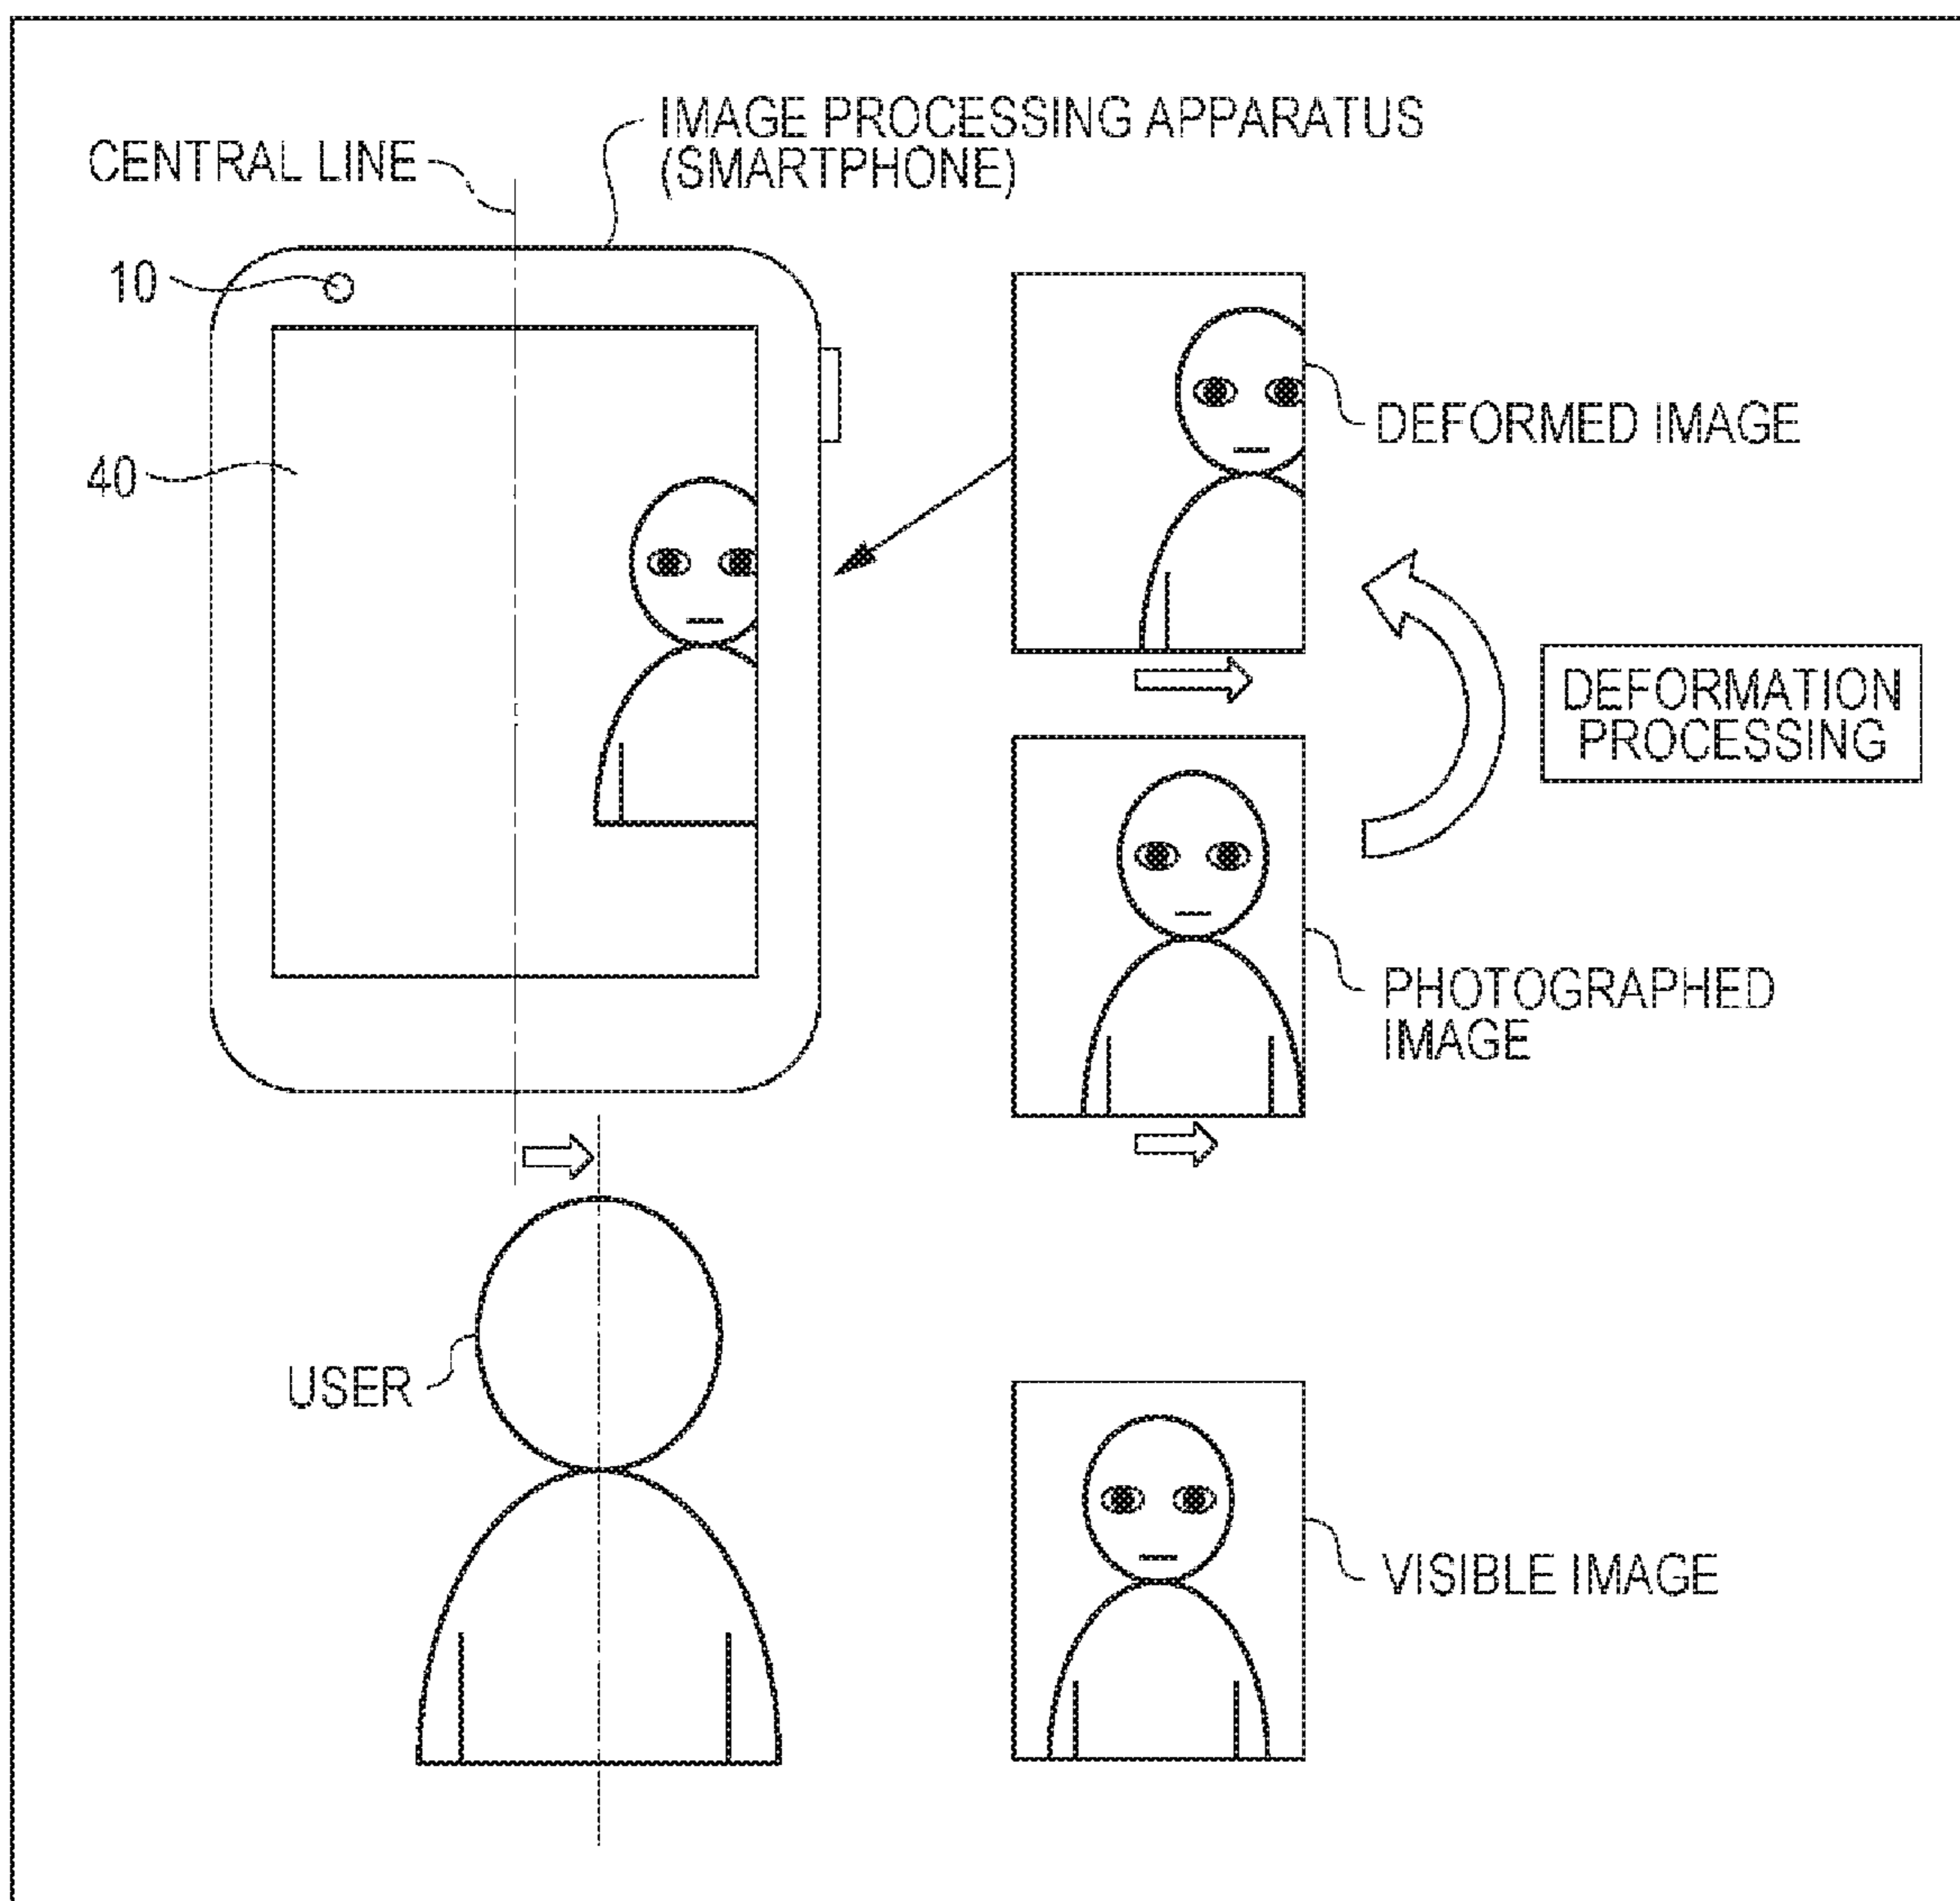 IMAGE PROCESSING APPARATUS
(SMARTPHONE)
CENTRAL LINE
10
40
DEFORMED IMAGE
DEFORMATION
PROCESSING
PHOTOGRAPHED
IMAGE
USER
VISIBLE IMAGE